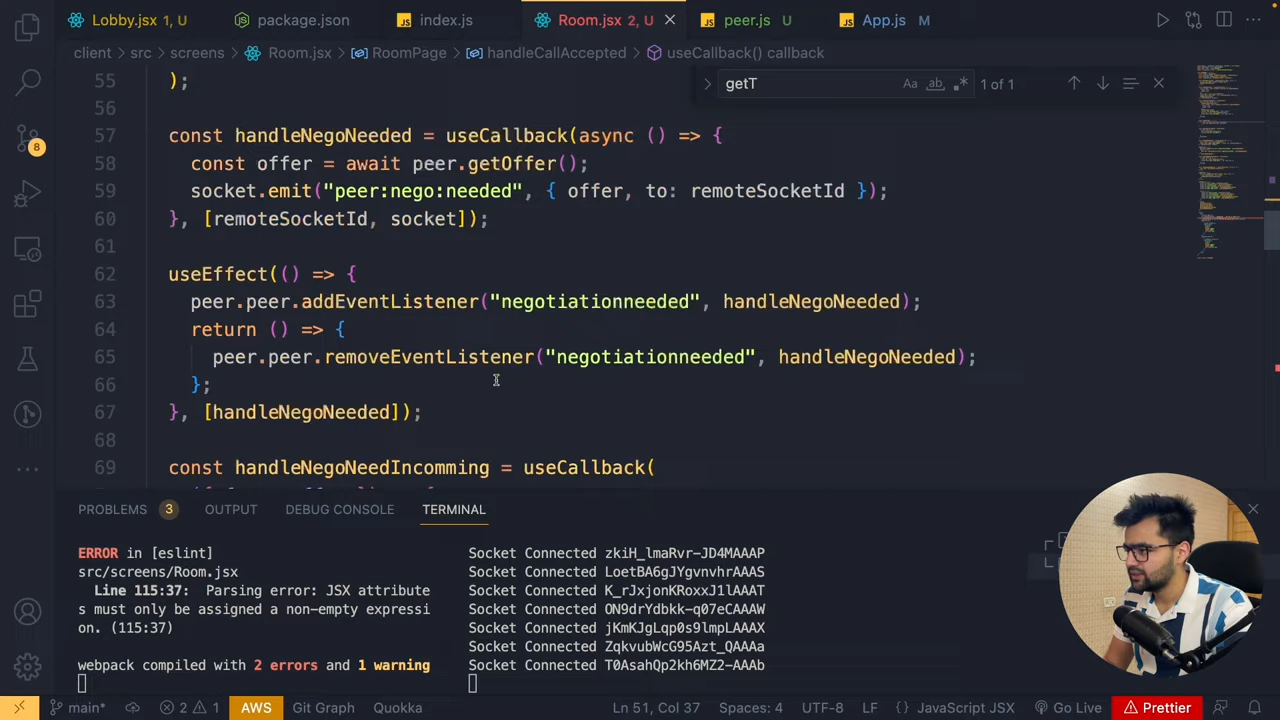 Lobby.jsx 1, U
package.json
JS index.js
Room.jsx 2, U
JS peer.js U
JS App.js M
client > src > screens > Room.jsx > RoomPage > handleCallAccepted > useCallback() callback
getT Aa ab 1 of 1
55 );
56
57 const handleNegoNeeded = useCallback(async () => {
58 const offer = await peer.getOffer();
59 socket.emit("peer:nego:needed", { offer, to: remoteSocketId });
60 }, [remoteSocketId, socket]);
61
62 useEffect(() => {
63 peer.peer.addEventListener("negotiationneeded", handleNegoNeeded);
64 return () => {
65 peer.peer.removeEventListener("negotiationneeded", handleNegoNeeded);
66 };
67 }, [handleNegoNeeded]);
68
69 const handleNegoNeedIncomming = useCallback(
8
PROBLEMS 3 OUTPUT DEBUG CONSOLE TERMINAL
ERROR in [eslint]
src/screens/Room.jsx
Line 115:37: Parsing error: JSX attribute
s must only be assigned a non-empty expressi
on. (115:37)
webpack compiled with 2 errors and 1 warning
Socket Connected zkiH_lmaRvr-JD4MAAAP
Socket Connected LoetBA6gJYgvnvhrAAAS
Socket Connected K_rJxjonKRoxxJ1lAAAT
Socket Connected ON9drYdbkk-q07eCAAAW
Socket Connected jKmKJgLqp0s9lmpLAAAX
Socket Connected ZqkvubWcG95Azt_QAAAa
Socket Connected T0AsahQp2kh6MZ2-AAAb
main* 2 1 AWS Git Graph Quokka Ln 51, Col 37 Spaces: 4 UTF-8 LF {} JavaScript JSX Go Live Prettier